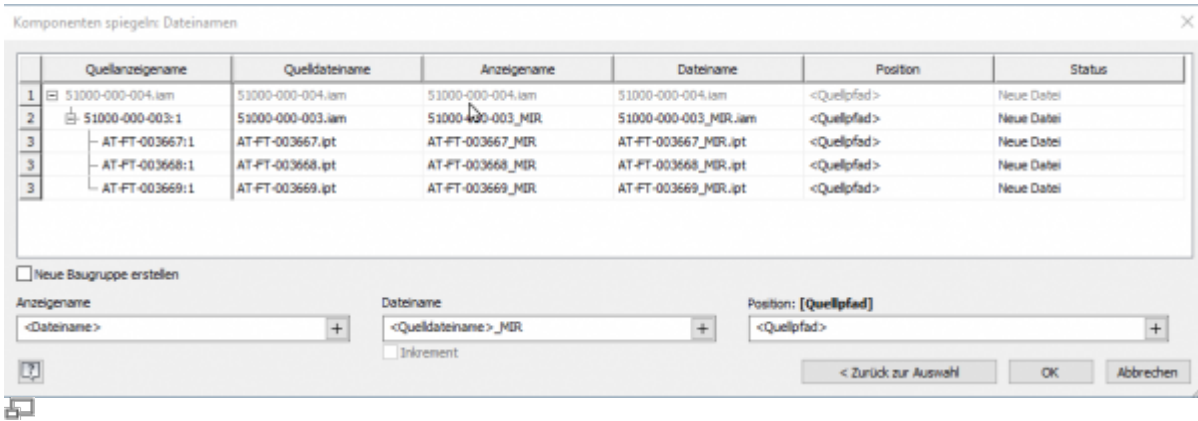 Komponenten spiegeln: Dateinamen
Quellanzeigename Quelldateiname Anzeigename Dateiname Position Status
1 51000-000-004.iam 51000-000-004.iam 51000-000-004.iam 51000-000-004.iam <Quellpfad> Neue Datei
2 51000-000-003:1 51000-000-003.iam 51000-000-003_MIR 51000-000-003_MIR.iam <Quellpfad> Neue Datei
3 AT-FT-003667:1 AT-FT-003667.ipt AT-FT-003667_MIR AT-FT-003667_MIR.ipt <Quellpfad> Neue Datei
3 AT-FT-003668:1 AT-FT-003668.ipt AT-FT-003668_MIR AT-FT-003668_MIR.ipt <Quellpfad> Neue Datei
3 AT-FT-003669:1 AT-FT-003669.ipt AT-FT-003669_MIR AT-FT-003669_MIR.ipt <Quellpfad> Neue Datei
Neue Baugruppe erstellen
Anzeigename Dateiname Position: [Quellpfad]
<Dateiname> + <Quelldateiname>_MIR + <Quellpfad> +
Inkrement
? < Zurück zur Auswahl OK Abbrechen